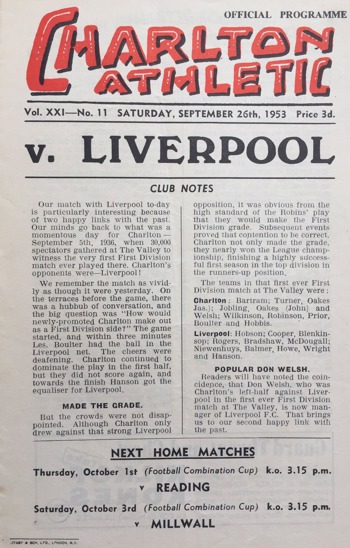 OFFICIAL PROGRAMME
CHARLTON
ATHLETIC
Vol. XXI—No. 11 SATURDAY, SEPTEMBER 26th, 1953 Price 3d.
v. LIVERPOOL
CLUB NOTES
Our match with Liverpool to-day
is particularly interesting because
of two happy links with the past.
Our minds go back to what was a
momentous day for Charlton—
September 5th, 1936, when 30,000
spectators gathered at The Valley to
witness the very first First Division
match ever played there. Charlton's
opponents were—Liverpool!
We remember the match as vivid-
ly as though it were yesterday. On
the terraces before the game, there
was a hubbub of conversation, and
the big question was "How would
newly-promoted Charlton make out
as a First Division side?" The game
started, and within three minutes
Les. Boulter had the ball in the
Liverpool net. The cheers were
deafening. Charlton continued to
dominate the play in the first half,
but they did not score again, and
towards the finish Hanson got the
equaliser for Liverpool.
MADE THE GRADE.
But the crowds were not disap-
pointed. Although Charlton only
drew against that strong Liverpool
opposition, it was obvious from the
high standard of the Robins' play
that they would make the First
Division grade. Subsequent events
proved that contention to be correct.
Charlton not only made the grade,
they nearly won the League champ-
ionship, finishing a highly success-
ful first season in the top division in
the runners-up position.
The teams in that first ever First
Division match at The Valley were:
Charlton: Bartram; Turner, Oakes
Jas.; Jobling, Oakes (John) and
Welsh; Wilkinson, Robinson, Prior,
Boulter and Hobbis.
Liverpool: Hobson; Cooper, Blenkin-
sop; Rogers, Bradshaw, McDougall;
Niewenhuys, Balmer, Howe, Wright
and Hanson.
POPULAR DON WELSH.
Readers will have noted the coin-
cidence, that Don Welsh, who was
Charlton's left-half against Liver-
pool in the first ever First Division
match at The Valley, is now man-
ager of Liverpool F.C. That brings
us to our second happy link with
the past.
NEXT HOME MATCHES
Thursday, October 1st (Football Combination Cup) k.o. 3.15 p.m.
v READING
Saturday, October 3rd (Football Combination Cup) k.o. 3.15 p.m.
v MILLWALL